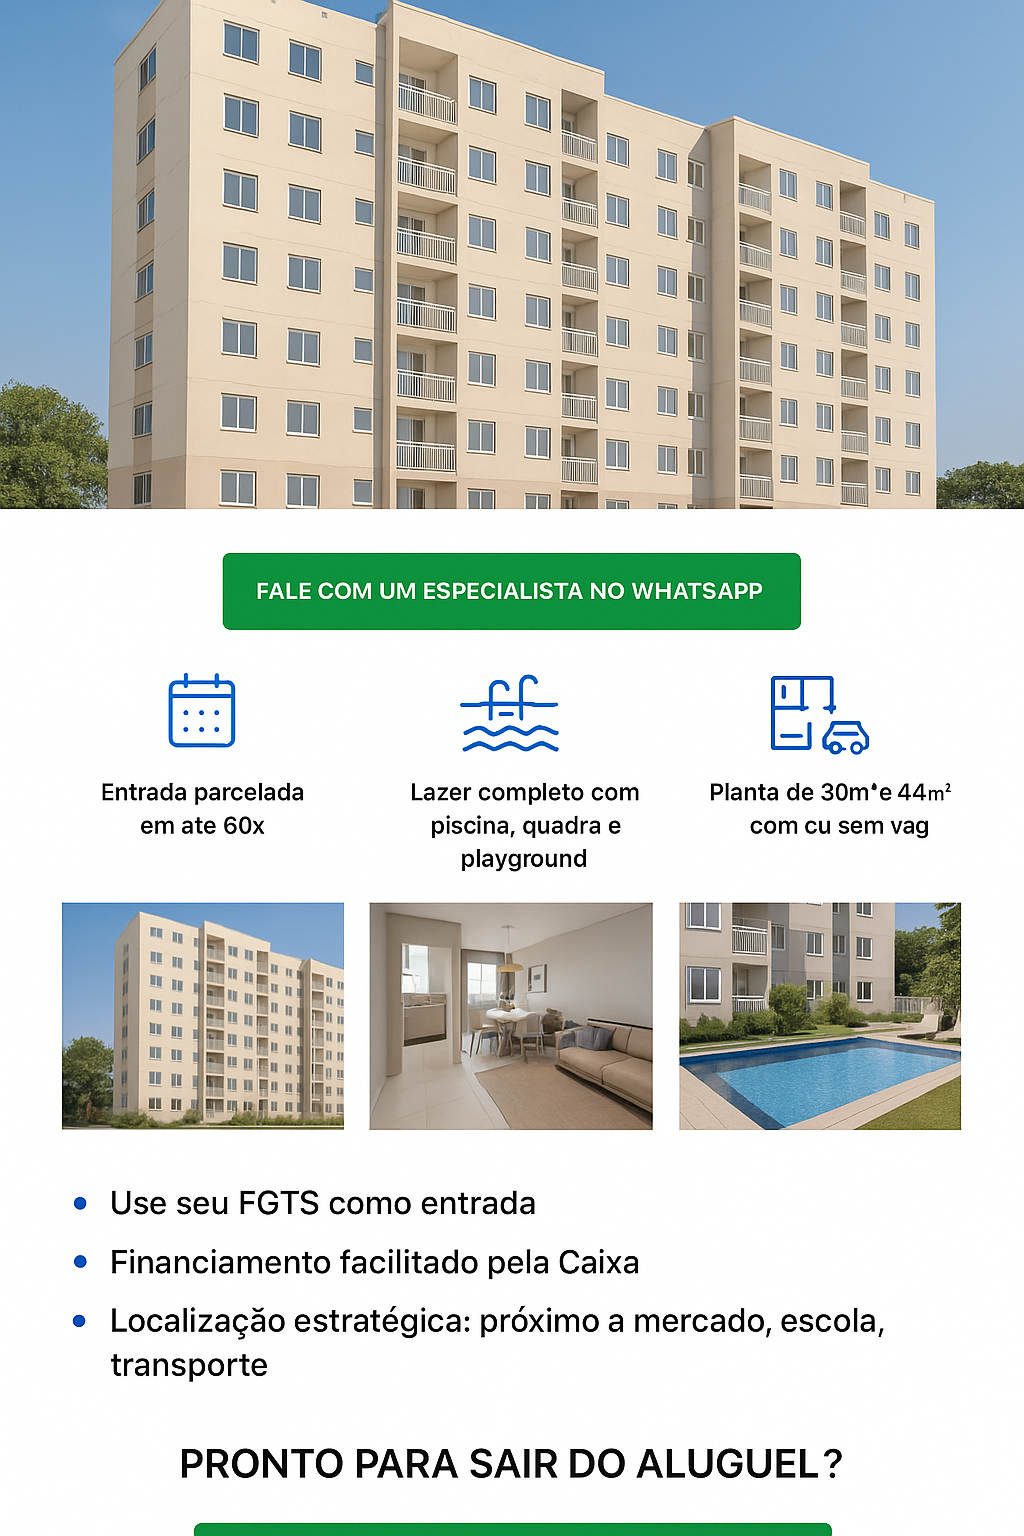 FALE COM UM ESPECIALISTA NO WHATSAPP
Entrada parcelada
em ate 60x
Lazer completo com
piscina, quadra e
playground
Planta de 30m*e 44m²
com cu sem vag
Use seu FGTS como entrada
Financiamento facilitado pela Caixa
Localização estratégica: próximo a mercado, escola,
transporte
PRONTO PARA SAIR DO ALUGUEL?